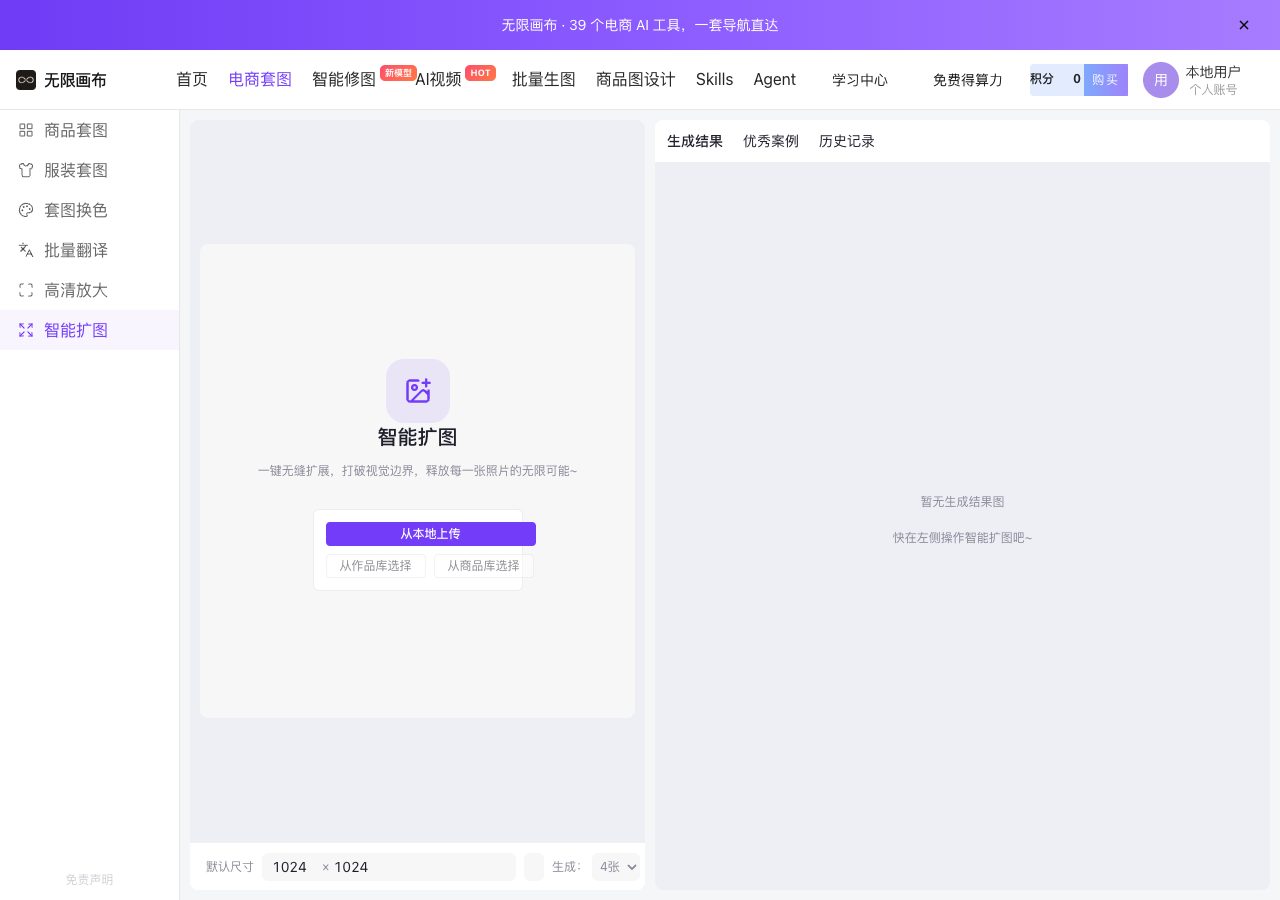 无限画布 · 39 个电商 AI 工具，一套导航直达
无限画布
首页 电商套图 智能修图 新模型 AI视频 HOT 批量生图 商品图设计 Skills Agent 学习中心 免费得算力 积分 0 购买 用 本地用户
个人账号
商品套图
服装套图
套图换色
批量翻译
高清放大
智能扩图
免责声明
智能扩图
一键无缝扩展，打破视觉边界，释放每一张照片的无限可能~
从本地上传
从作品库选择 从商品库选择
默认尺寸 1024 × 1024 生成： 4张
生成结果 优秀案例 历史记录
暂无生成结果图
快在左侧操作智能扩图吧~